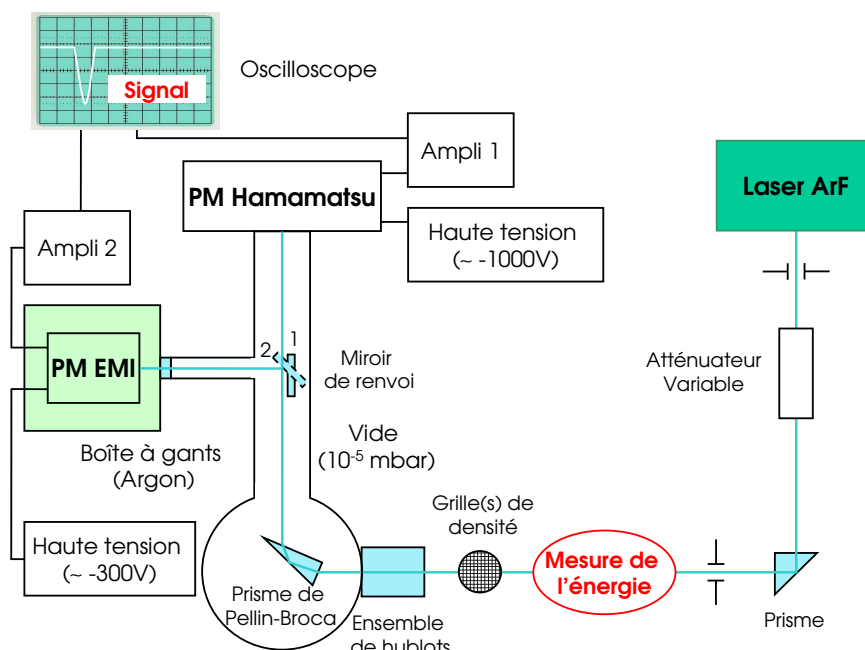 Oscilloscope
Signal
Ampli 1
PM Hamamatsu
Laser ArF
Haute tension
(~ -1000V)
Ampli 2
PM EMI
2
1
Miroir
de renvoi
Atténuateur
Variable
Boîte à gants
(Argon)
Vide
(10-5 mbar)
Grille(s) de
densité
Haute tension
(~ -300V)
Mesure de
l'énergie
Prisme de
Pellin-Broca
Ensemble
de hublots
Prisme